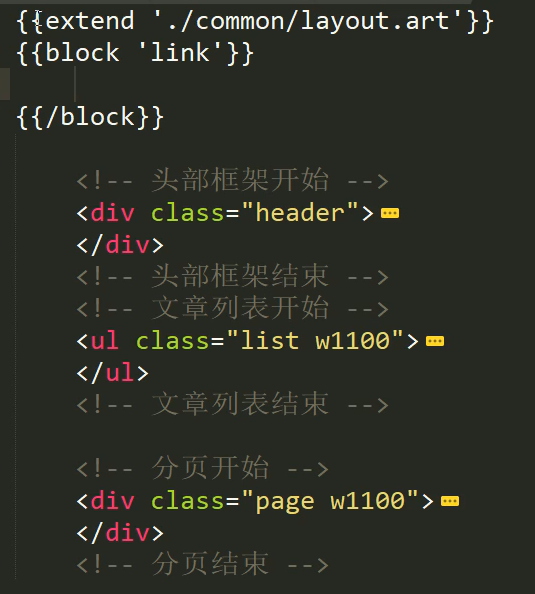 {{extend './common/layout.art'}}
{{block 'link'}}
{{/block}}
<!-- 头部框架开始 -->
<div class="header">
</div>
<!-- 头部框架结束 -->
<!-- 文章列表开始 -->
<ul class="list w1100">
</ul>
<!-- 文章列表结束 -->
<!-- 分页开始 -->
<div class="page w1100">
</div>
<!-- 分页结束 -->